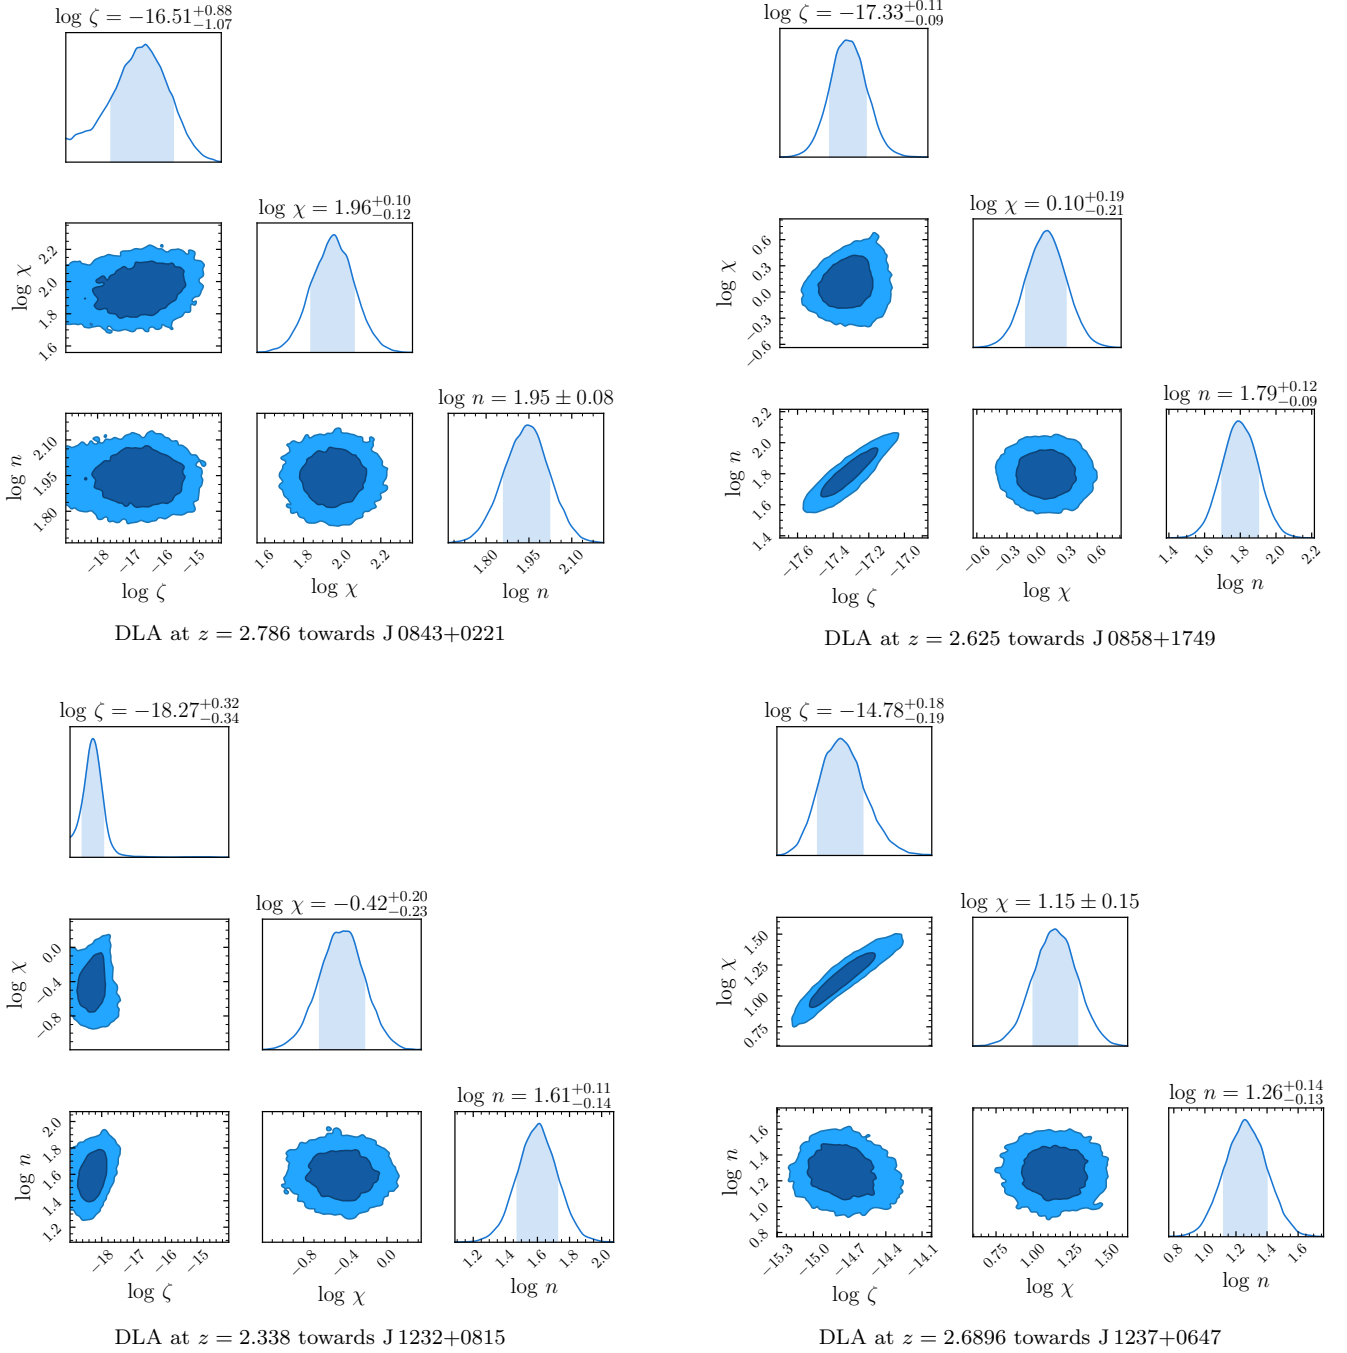 log ζ = −16.51 +0.88 −1.07
log χ = 1.96 +0.10 −0.12
log χ
2.2
2.0
1.8
1.6
log n = 1.95 ± 0.08
log n
2.10
1.95
1.80
−18 −17 −16 −15
1.6 1.8 2.0 2.2
1.80 1.95 2.10
log ζ
log χ
log n
DLA at z = 2.786 towards J 0843+0221
log ζ = −17.33 +0.11 −0.09
log χ = 0.10 +0.19 −0.21
log χ
0.6
0.3
0.0
−0.3
−0.6
log n = 1.79 +0.12 −0.09
log n
2.2
2.0
1.8
1.6
1.4
−17.6 −17.4 −17.2 −17.0
−0.6 −0.3 0.0 0.3 0.6
1.4 1.6 1.8 2.0 2.2
log ζ
log χ
log n
DLA at z = 2.625 towards J 0858+1749
log ζ = −18.27 +0.32 −0.34
log χ = −0.42 +0.20 −0.23
log χ
0.0
−0.4
−0.8
log n = 1.61 +0.11 −0.14
log n
2.0
1.8
1.6
1.4
1.2
−18 −17 −16 −15
−0.8 −0.4 0.0
1.2 1.4 1.6 1.8 2.0
log ζ
log χ
log n
DLA at z = 2.338 towards J 1232+0815
log ζ = −14.78 +0.18 −0.19
log χ = 1.15 ± 0.15
log χ
1.50
1.25
1.00
0.75
log n = 1.26 +0.14 −0.13
log n
1.6
1.4
1.2
1.0
0.8
−15.3 −15.0 −14.7 −14.4 −14.1
0.75 1.00 1.25 1.50
0.8 1.0 1.2 1.4 1.6
log ζ
log χ
log n
DLA at z = 2.6896 towards J 1237+0647